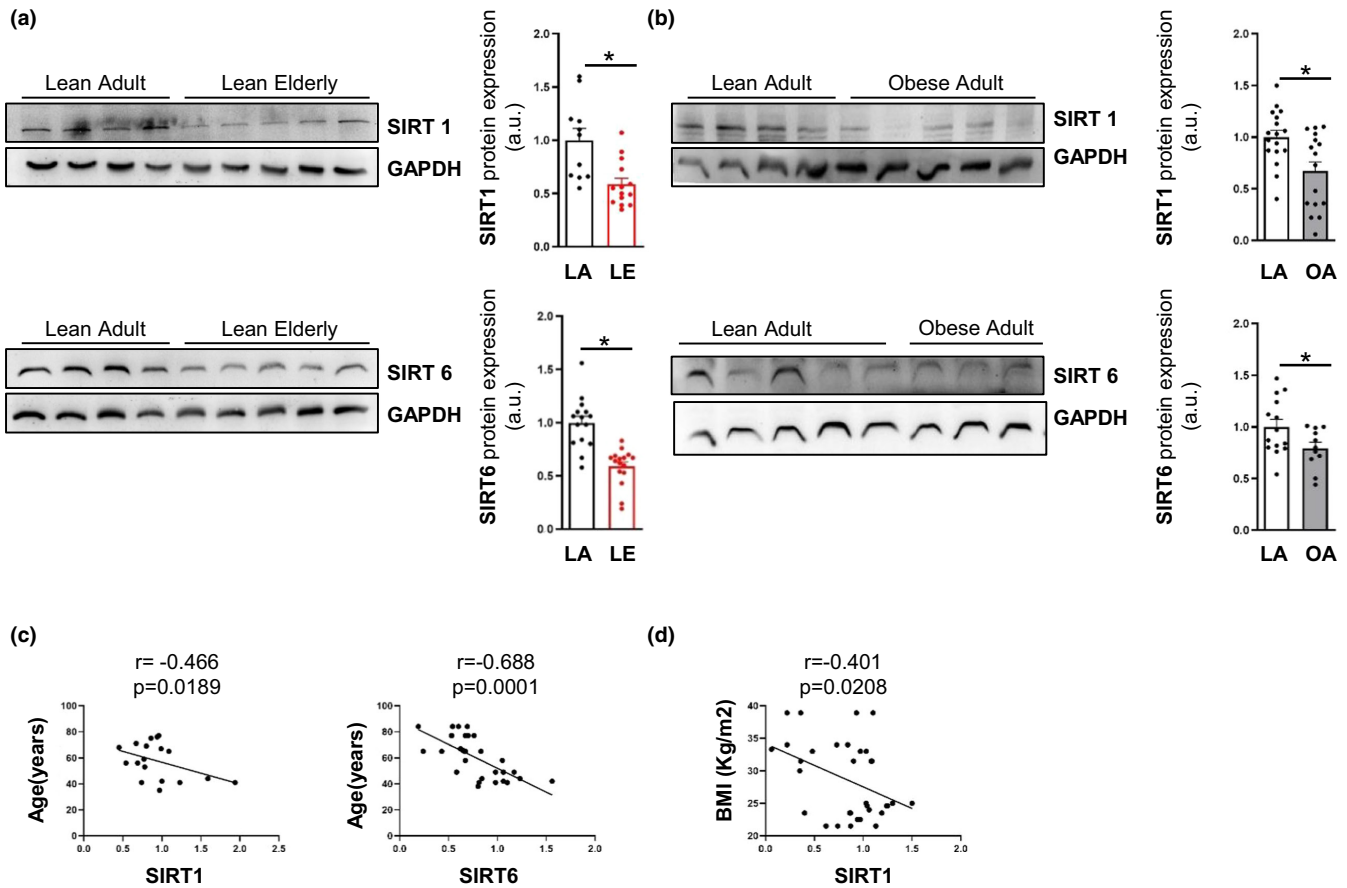 (a)
Lean Adult
Lean Elderly
SIRT 1
GAPDH
SIRT1 protein expression
(a.u.)
2.0
1.5
1.0
0.5
0.0
*
LA
LE
Lean Adult
Lean Elderly
SIRT 6
GAPDH
SIRT6 protein expression
(a.u.)
2.0
1.5
1.0
0.5
0.0
*
LA
LE
(b)
Lean Adult
Obese Adult
SIRT 1
GAPDH
SIRT1 protein expression
(a.u.)
2.0
1.5
1.0
0.5
0.0
*
LA
OA
Lean Adult
Obese Adult
SIRT 6
GAPDH
SIRT6 protein expression
(a.u.)
2.0
1.5
1.0
0.5
0.0
*
LA
OA
(c)
r= -0.466
p=0.0189
Age(years)
100
80
60
40
20
0
0.0 0.5 1.0 1.5 2.0 2.5
SIRT1
r=-0.688
p=0.0001
Age(years)
100
80
60
40
20
0
0.0 0.5 1.0 1.5 2.0
SIRT6
(d)
r=-0.401
p=0.0208
BMI (Kg/m2)
40
35
30
25
20
0.0 0.5 1.0 1.5 2.0
SIRT1